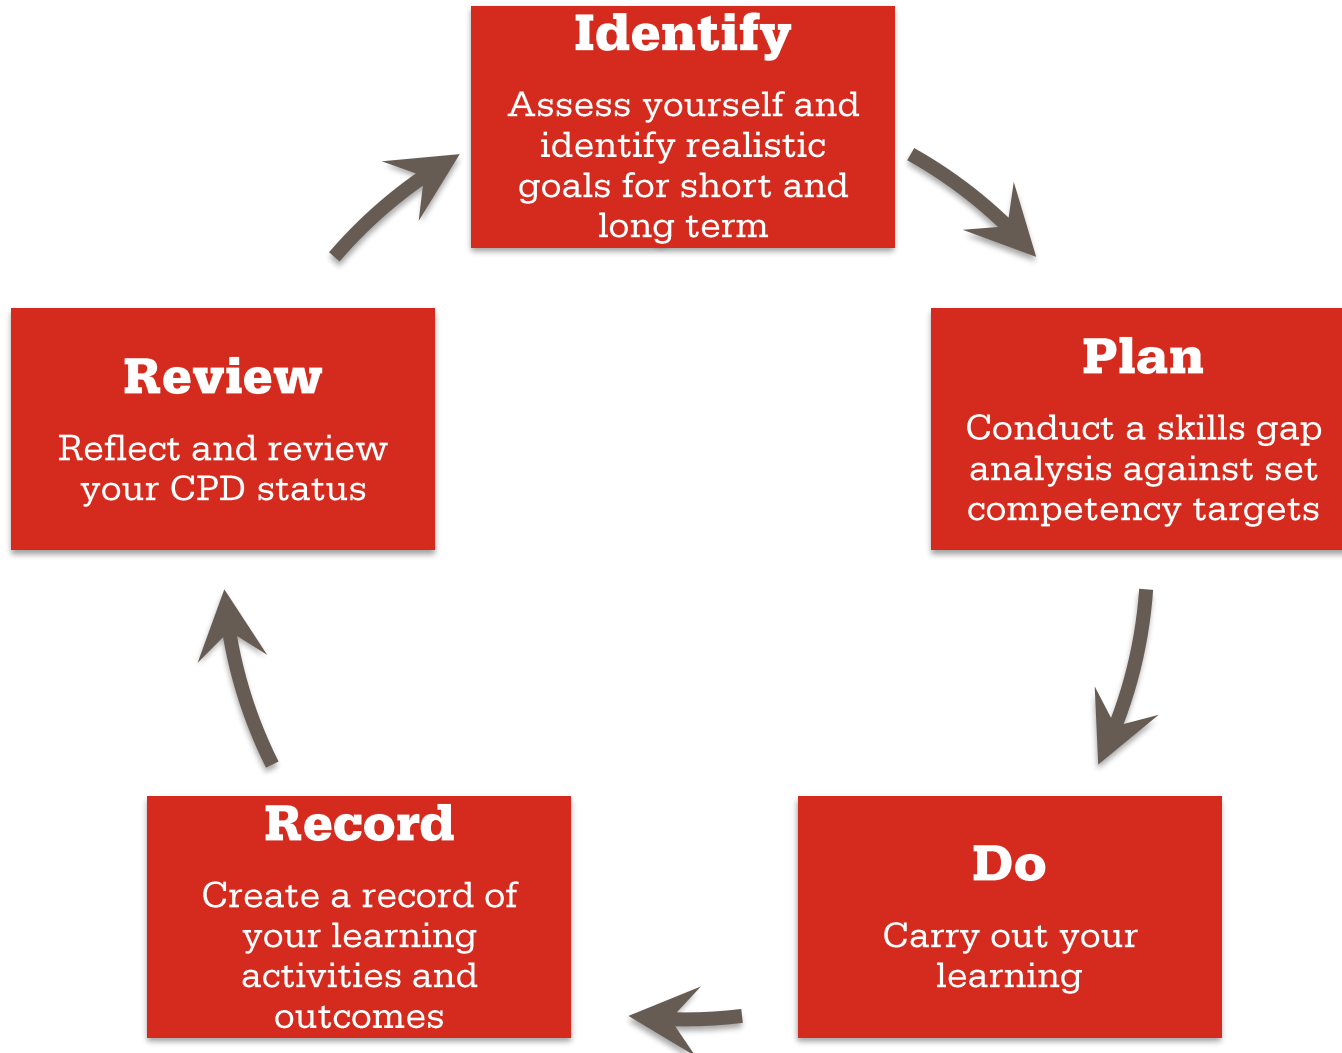 Identify
Assess yourself and
identify realistic
goals for short and
long term
Plan
Conduct a skills gap
analysis against set
competency targets
Do
Carry out your
learning
Record
Create a record of
your learning
activities and
outcomes
Review
Reflect and review
your CPD status